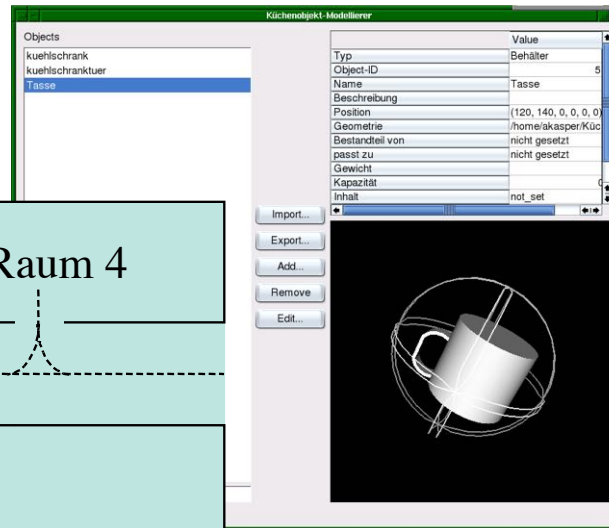 Küchenobjekt-Modellierer
Objects
kuehlschrank
kuehlschranktuer
Tasse
Value
Typ Behälter
Object-ID 5
Name Tasse
Beschreibung
Position (120, 140, 0, 0, 0, 0)
Geometrie /home/akasper/Küc
Bestandteil von nicht gesetzt
passt zu nicht gesetzt
Gewicht
Kapazität 0
Inhalt not_set
Import...
Export...
Add...
Remove
Edit...
Raum 4